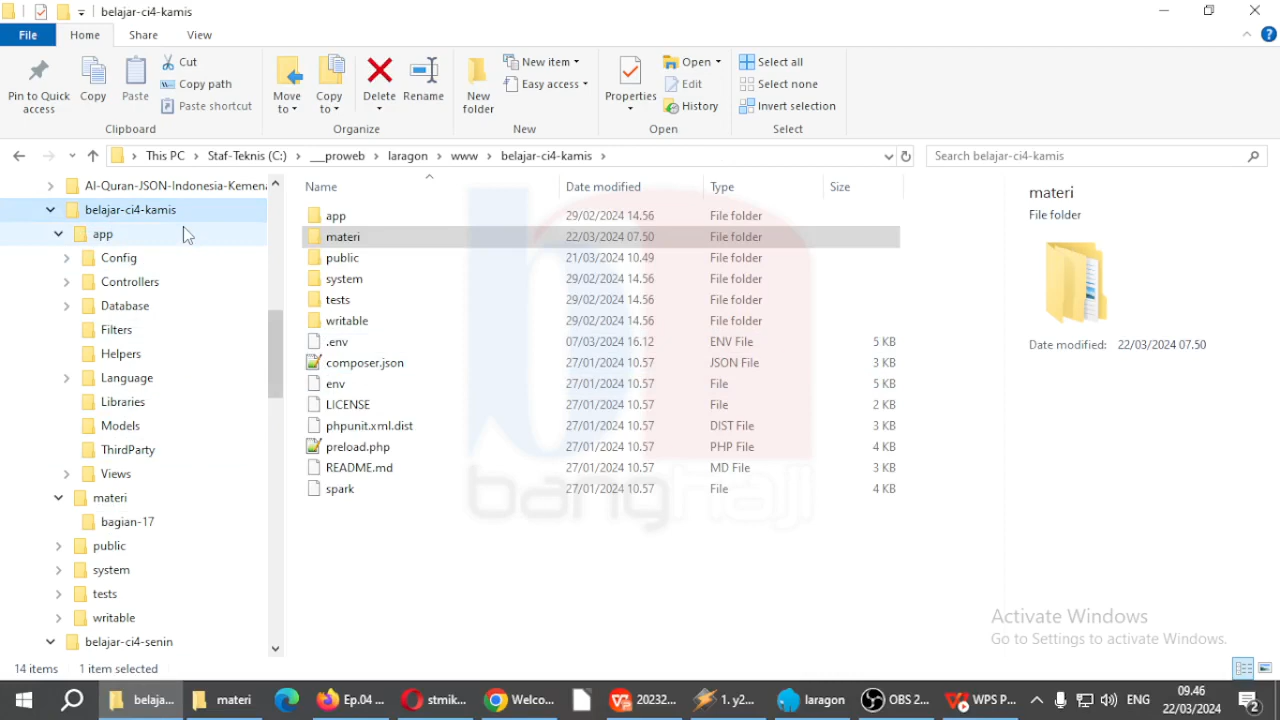 belajar-ci4-kamis
File Home Share View
Pin to Quick access
Copy
Paste
Cut
Copy path
Paste shortcut
Clipboard
Move to
Copy to
Delete
Rename
Organize
New folder
New item
Easy access
New
Properties
Open
Edit
History
Open
Select all
Select none
Invert selection
Select
This PC > Staf-Teknis (C:) > __proweb > laragon > www > belajar-ci4-kamis >
Search belajar-ci4-kamis
Al-Quran-JSON-Indonesia-Kemena
belajar-ci4-kamis
app
Config
Controllers
Database
Filters
Helpers
Language
Libraries
Models
ThirdParty
Views
materi
bagian-17
public
system
tests
writable
belajar-ci4-senin
Name Date modified Type Size
app 29/02/2024 14.56 File folder
materi 22/03/2024 07.50 File folder
public 21/03/2024 10.49 File folder
system 29/02/2024 14.56 File folder
tests 29/02/2024 14.56 File folder
writable 29/02/2024 14.56 File folder
.env 07/03/2024 16.12 ENV File 5 KB
composer.json 27/01/2024 10.57 JSON File 3 KB
env 27/01/2024 10.57 File 5 KB
LICENSE 27/01/2024 10.57 File 2 KB
phpunit.xml.dist 27/01/2024 10.57 DIST File 3 KB
preload.php 27/01/2024 10.57 PHP File 4 KB
README.md 27/01/2024 10.57 MD File 3 KB
spark 27/01/2024 10.57 File 4 KB
banghaji
materi
File folder
Date modified: 22/03/2024 07.50
Activate Windows
Go to Settings to activate Windows.
14 items 1 item selected
belaja... materi Ep.04 ... stmik... Welco... 20232... 1. y2... laragon OBS 2... WPS P... ENG
09.46
22/03/2024
2